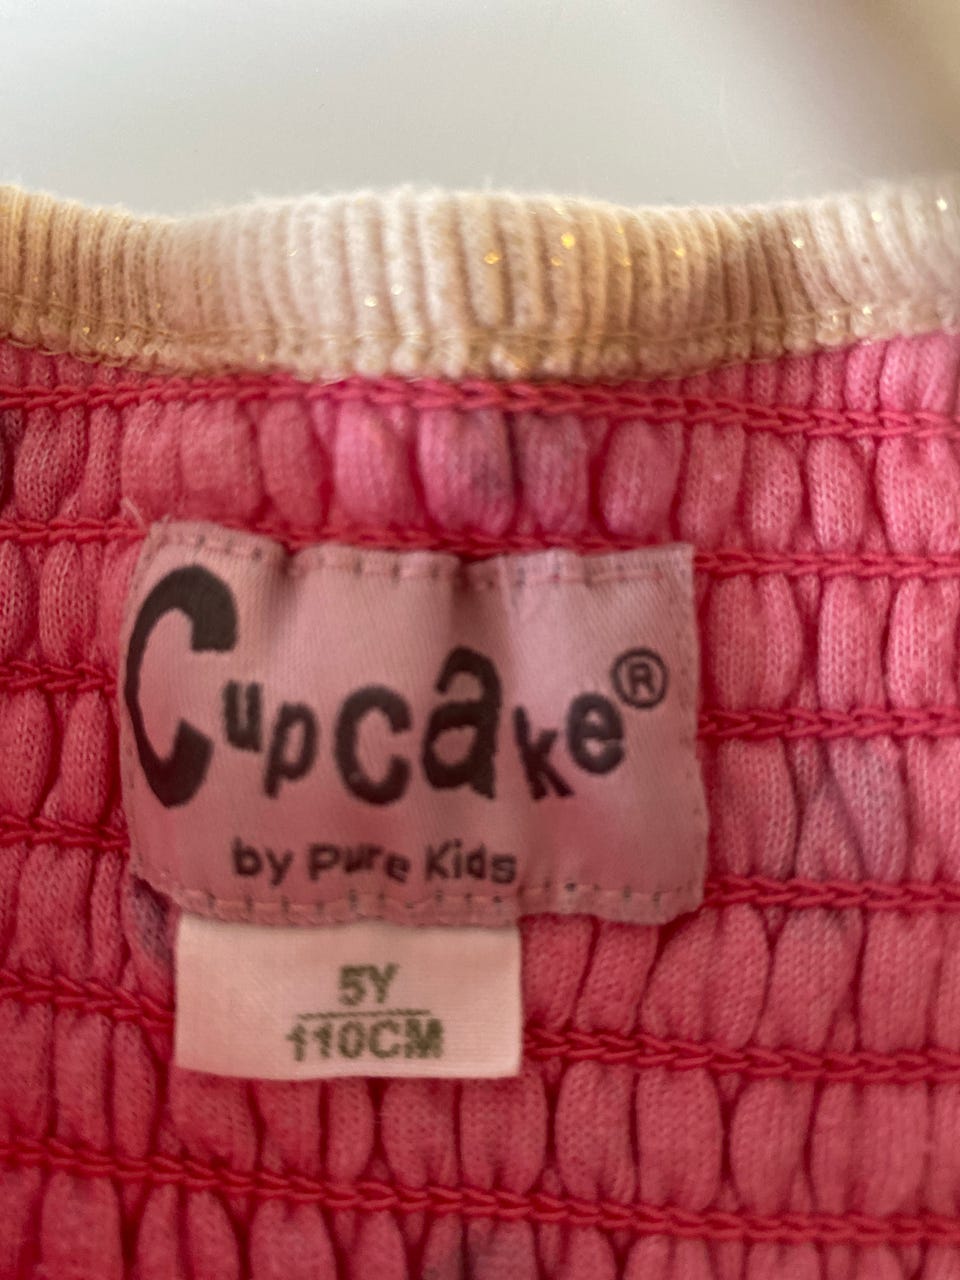 Cupcake®
by Pure Kids
5Y
110CM